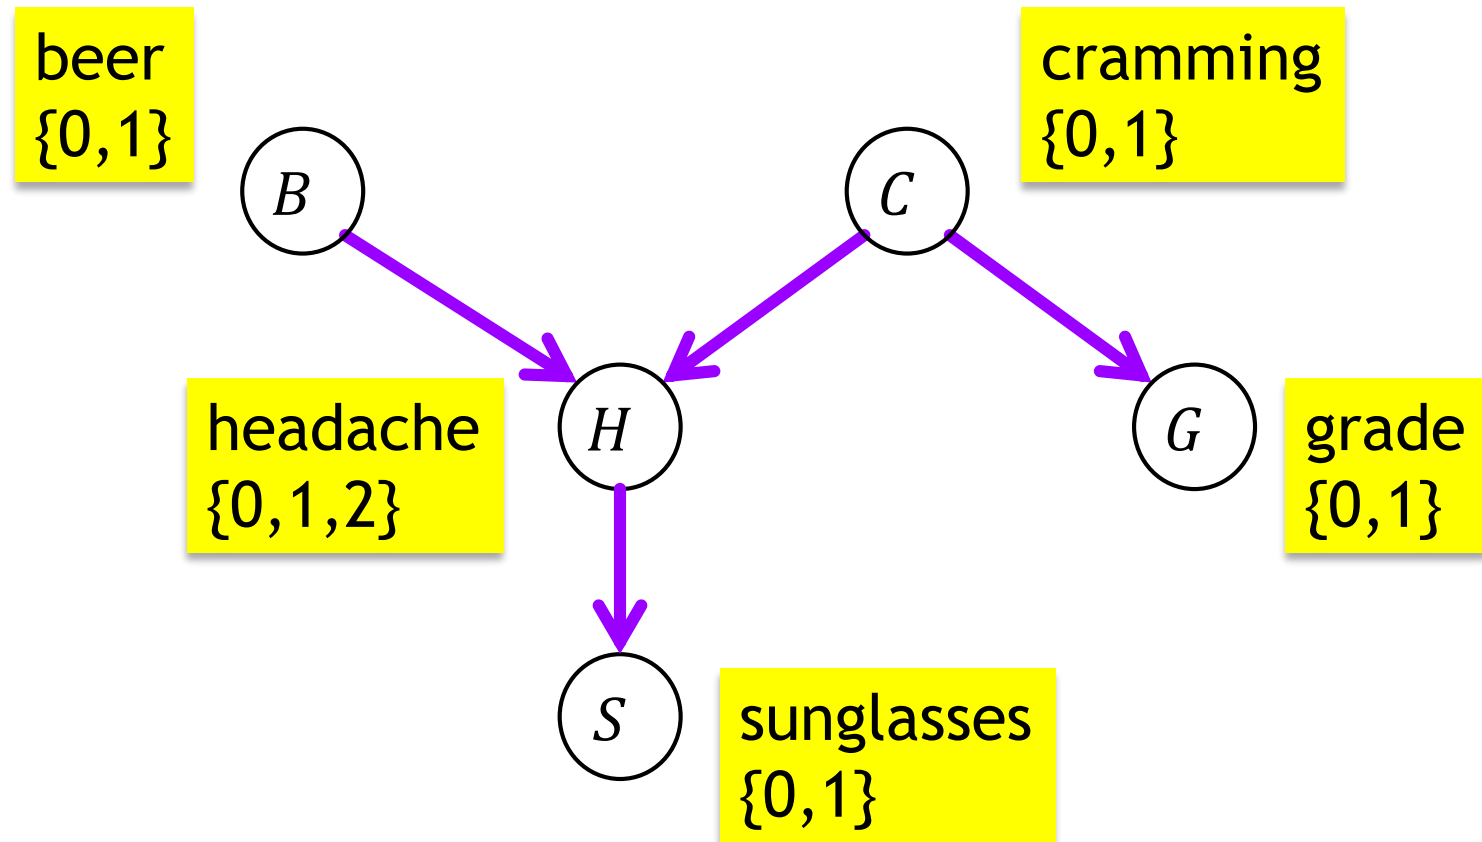 beer
{0,1}
cramming
{0,1}
B
C
headache
{0,1,2}
H
G
grade
{0,1}
S
sunglasses
{0,1}